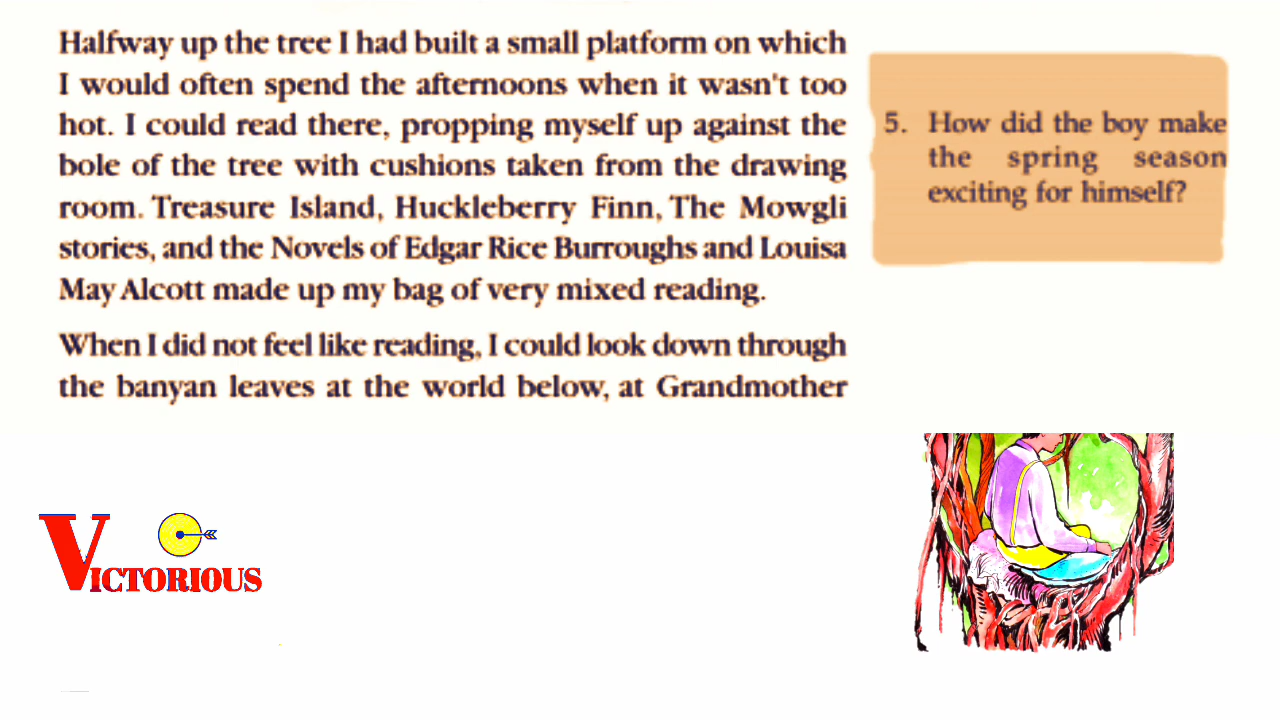 Halfway up the tree I had built a small platform on which
I would often spend the afternoons when it wasn't too
hot. I could read there, propping myself up against the
bole of the tree with cushions taken from the drawing
room. Treasure Island, Huckleberry Finn, The Mowgli
stories, and the Novels of Edgar Rice Burroughs and Louisa
May Alcott made up my bag of very mixed reading.
When I did not feel like reading, I could look down through
the banyan leaves at the world below, at Grandmother
5. How did the boy make
the spring season
exciting for himself?
VICTORIOUS